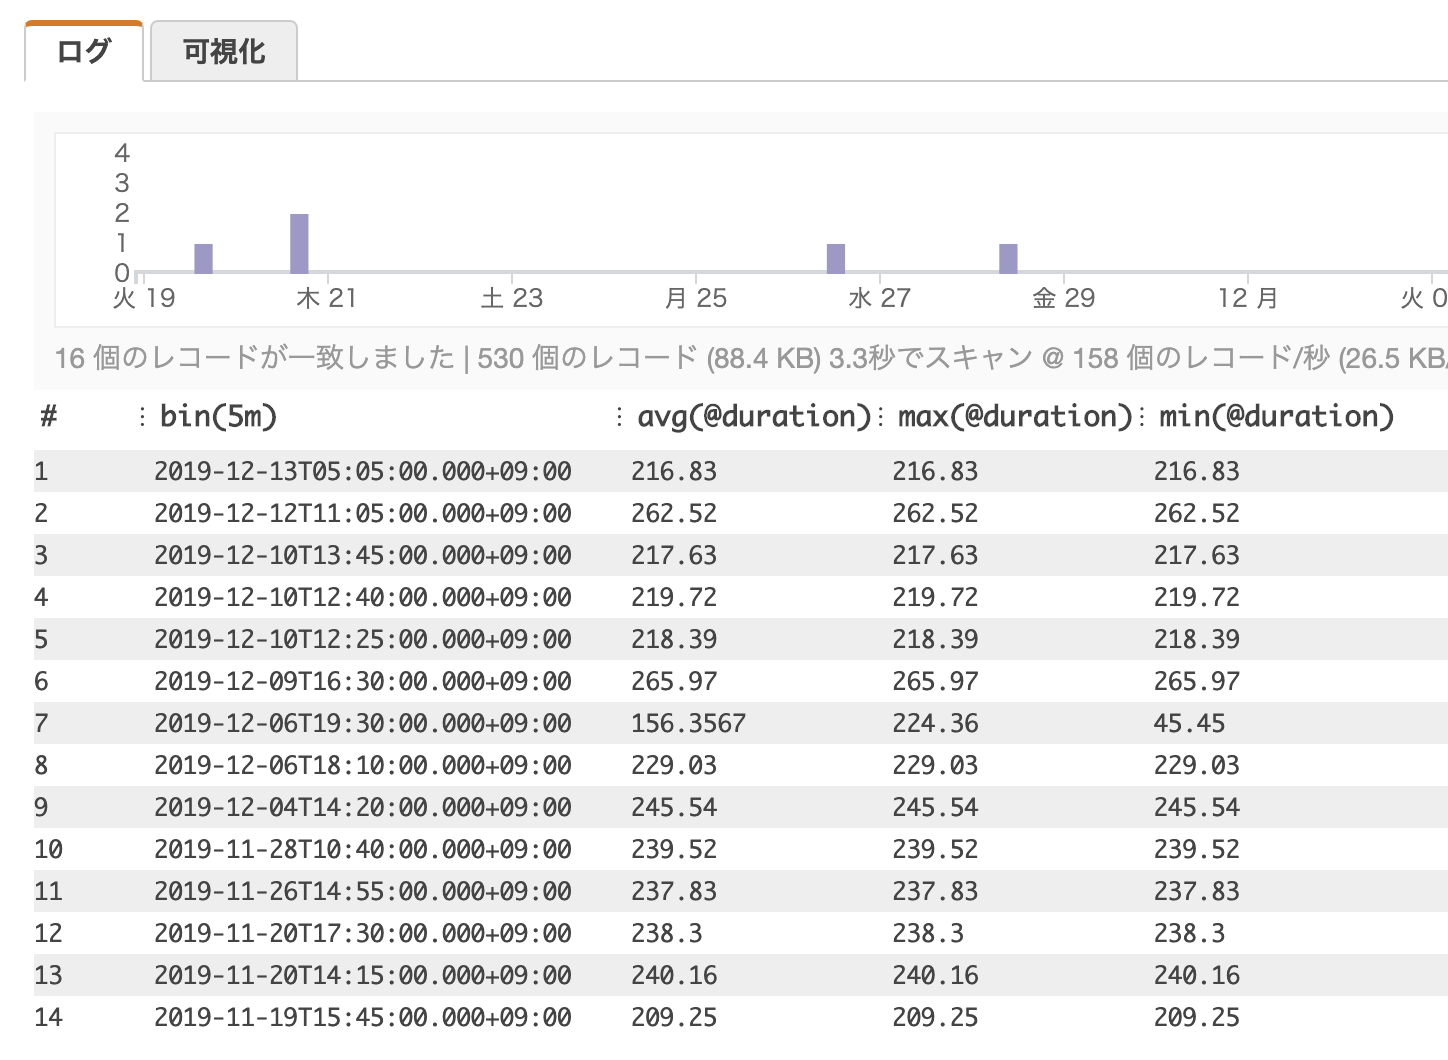 ログ 可視化
4
3
2
1
0
火 19 木 21 土 23 月 25 水 27 金 29 12 月 火 0
16 個のレコードが一致しました | 530 個のレコード (88.4 KB) 3.3秒でスキャン @ 158 個のレコード/秒 (26.5 KB/
# : bin(5m) : avg(@duration) : max(@duration) : min(@duration)
1 2019-12-13T05:05:00.000+09:00 216.83 216.83 216.83
2 2019-12-12T11:05:00.000+09:00 262.52 262.52 262.52
3 2019-12-10T13:45:00.000+09:00 217.63 217.63 217.63
4 2019-12-10T12:40:00.000+09:00 219.72 219.72 219.72
5 2019-12-10T12:25:00.000+09:00 218.39 218.39 218.39
6 2019-12-09T16:30:00.000+09:00 265.97 265.97 265.97
7 2019-12-06T19:30:00.000+09:00 156.3567 224.36 45.45
8 2019-12-06T18:10:00.000+09:00 229.03 229.03 229.03
9 2019-12-04T14:20:00.000+09:00 245.54 245.54 245.54
10 2019-11-28T10:40:00.000+09:00 239.52 239.52 239.52
11 2019-11-26T14:55:00.000+09:00 237.83 237.83 237.83
12 2019-11-20T17:30:00.000+09:00 238.3 238.3 238.3
13 2019-11-20T14:15:00.000+09:00 240.16 240.16 240.16
14 2019-11-19T15:45:00.000+09:00 209.25 209.25 209.25